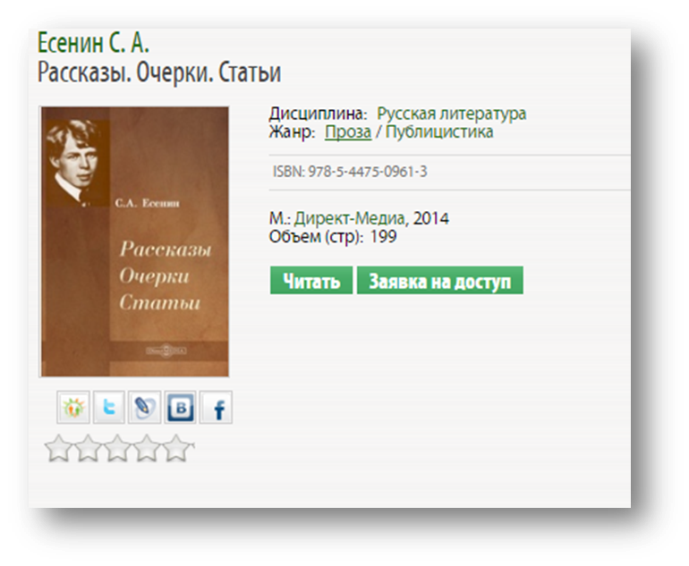 Есенин С. А.
Рассказы. Очерки. Статьи
С.А. Есенин
Рассказы
Очерки
Статьи
Дисциплина: Русская литература
Жанр: Проза / Публицистика
ISBN: 978-5-4475-0961-3
М.: Директ-Медиа, 2014
Объем (стр): 199
Читать Заявка на доступ